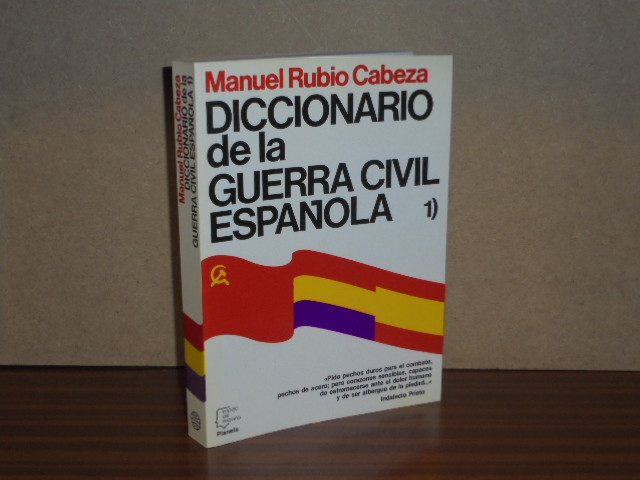 Manuel Rubio Cabeza
DICCIONARIO
de la
GUERRA CIVIL
ESPAÑOLA 1)
«Pido pechos duros para el combate,
pechos de acero; pero corazones sensibles, capaces
de estremecerse ante el dolor humano
y de ser albergue de la piedad...»
Indalecio Prieto
Planeta
Manuel Rubio Cabeza
DICCIONARIO de la
GUERRA CIVIL ESPAÑOLA 1)